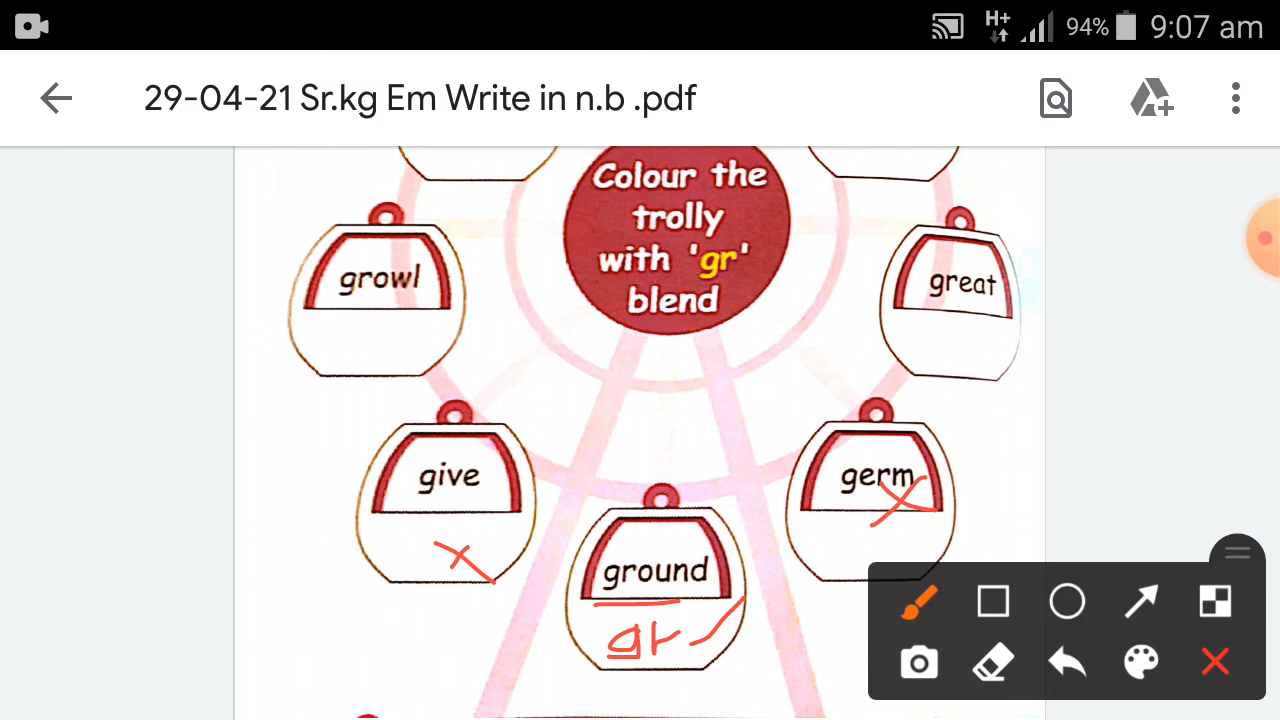 H+ 94% 9:07 am
29-04-21 Sr.kg Em Write in n.b .pdf
Colour the
trolly
with 'gr'
blend
growl
great
give
germ
ground
gr